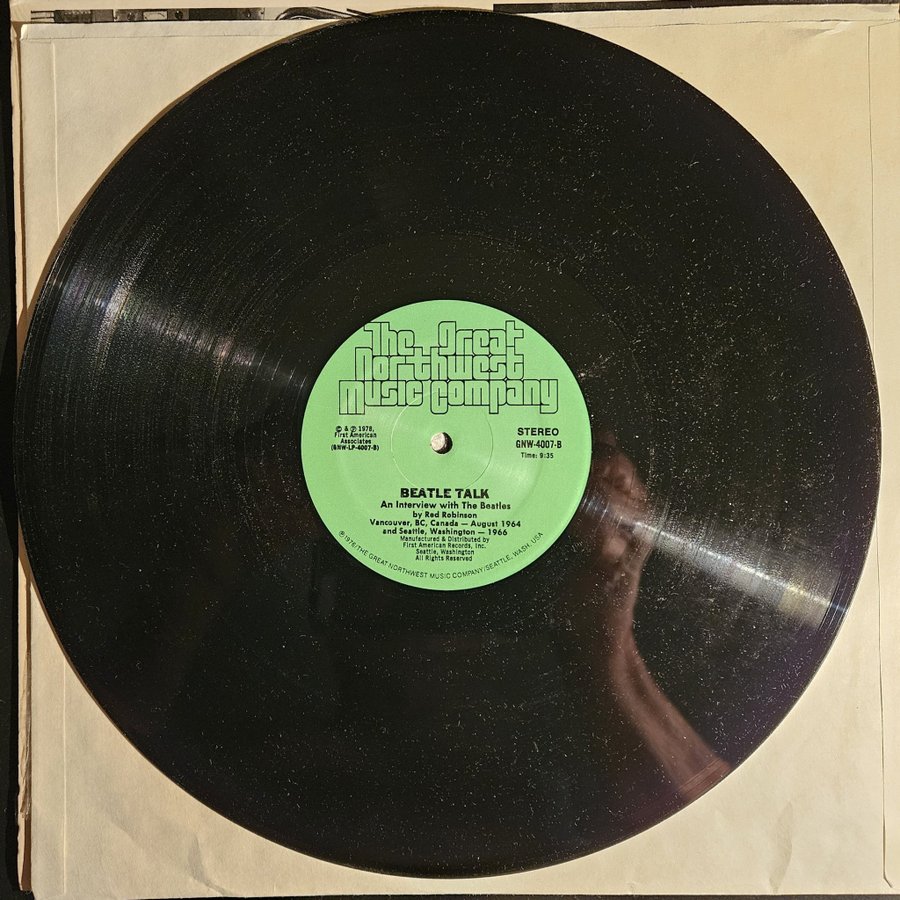 The Great
Northwest
Music Company
© & ℗ 1978,
First American
Associates
(GNW-LP-4007-B)
STEREO
GNW-4007-B
Time: 9:35
BEATLE TALK
An Interview with The Beatles
by Red Robinson
Vancouver, BC, Canada — August 1964
and Seattle, Washington — 1966
Manufactured & Distributed by
First American Records, Inc.
Seattle, Washington
All Rights Reserved
℗ 1978/THE GREAT NORTHWEST MUSIC COMPANY/SEATTLE, WASH. USA